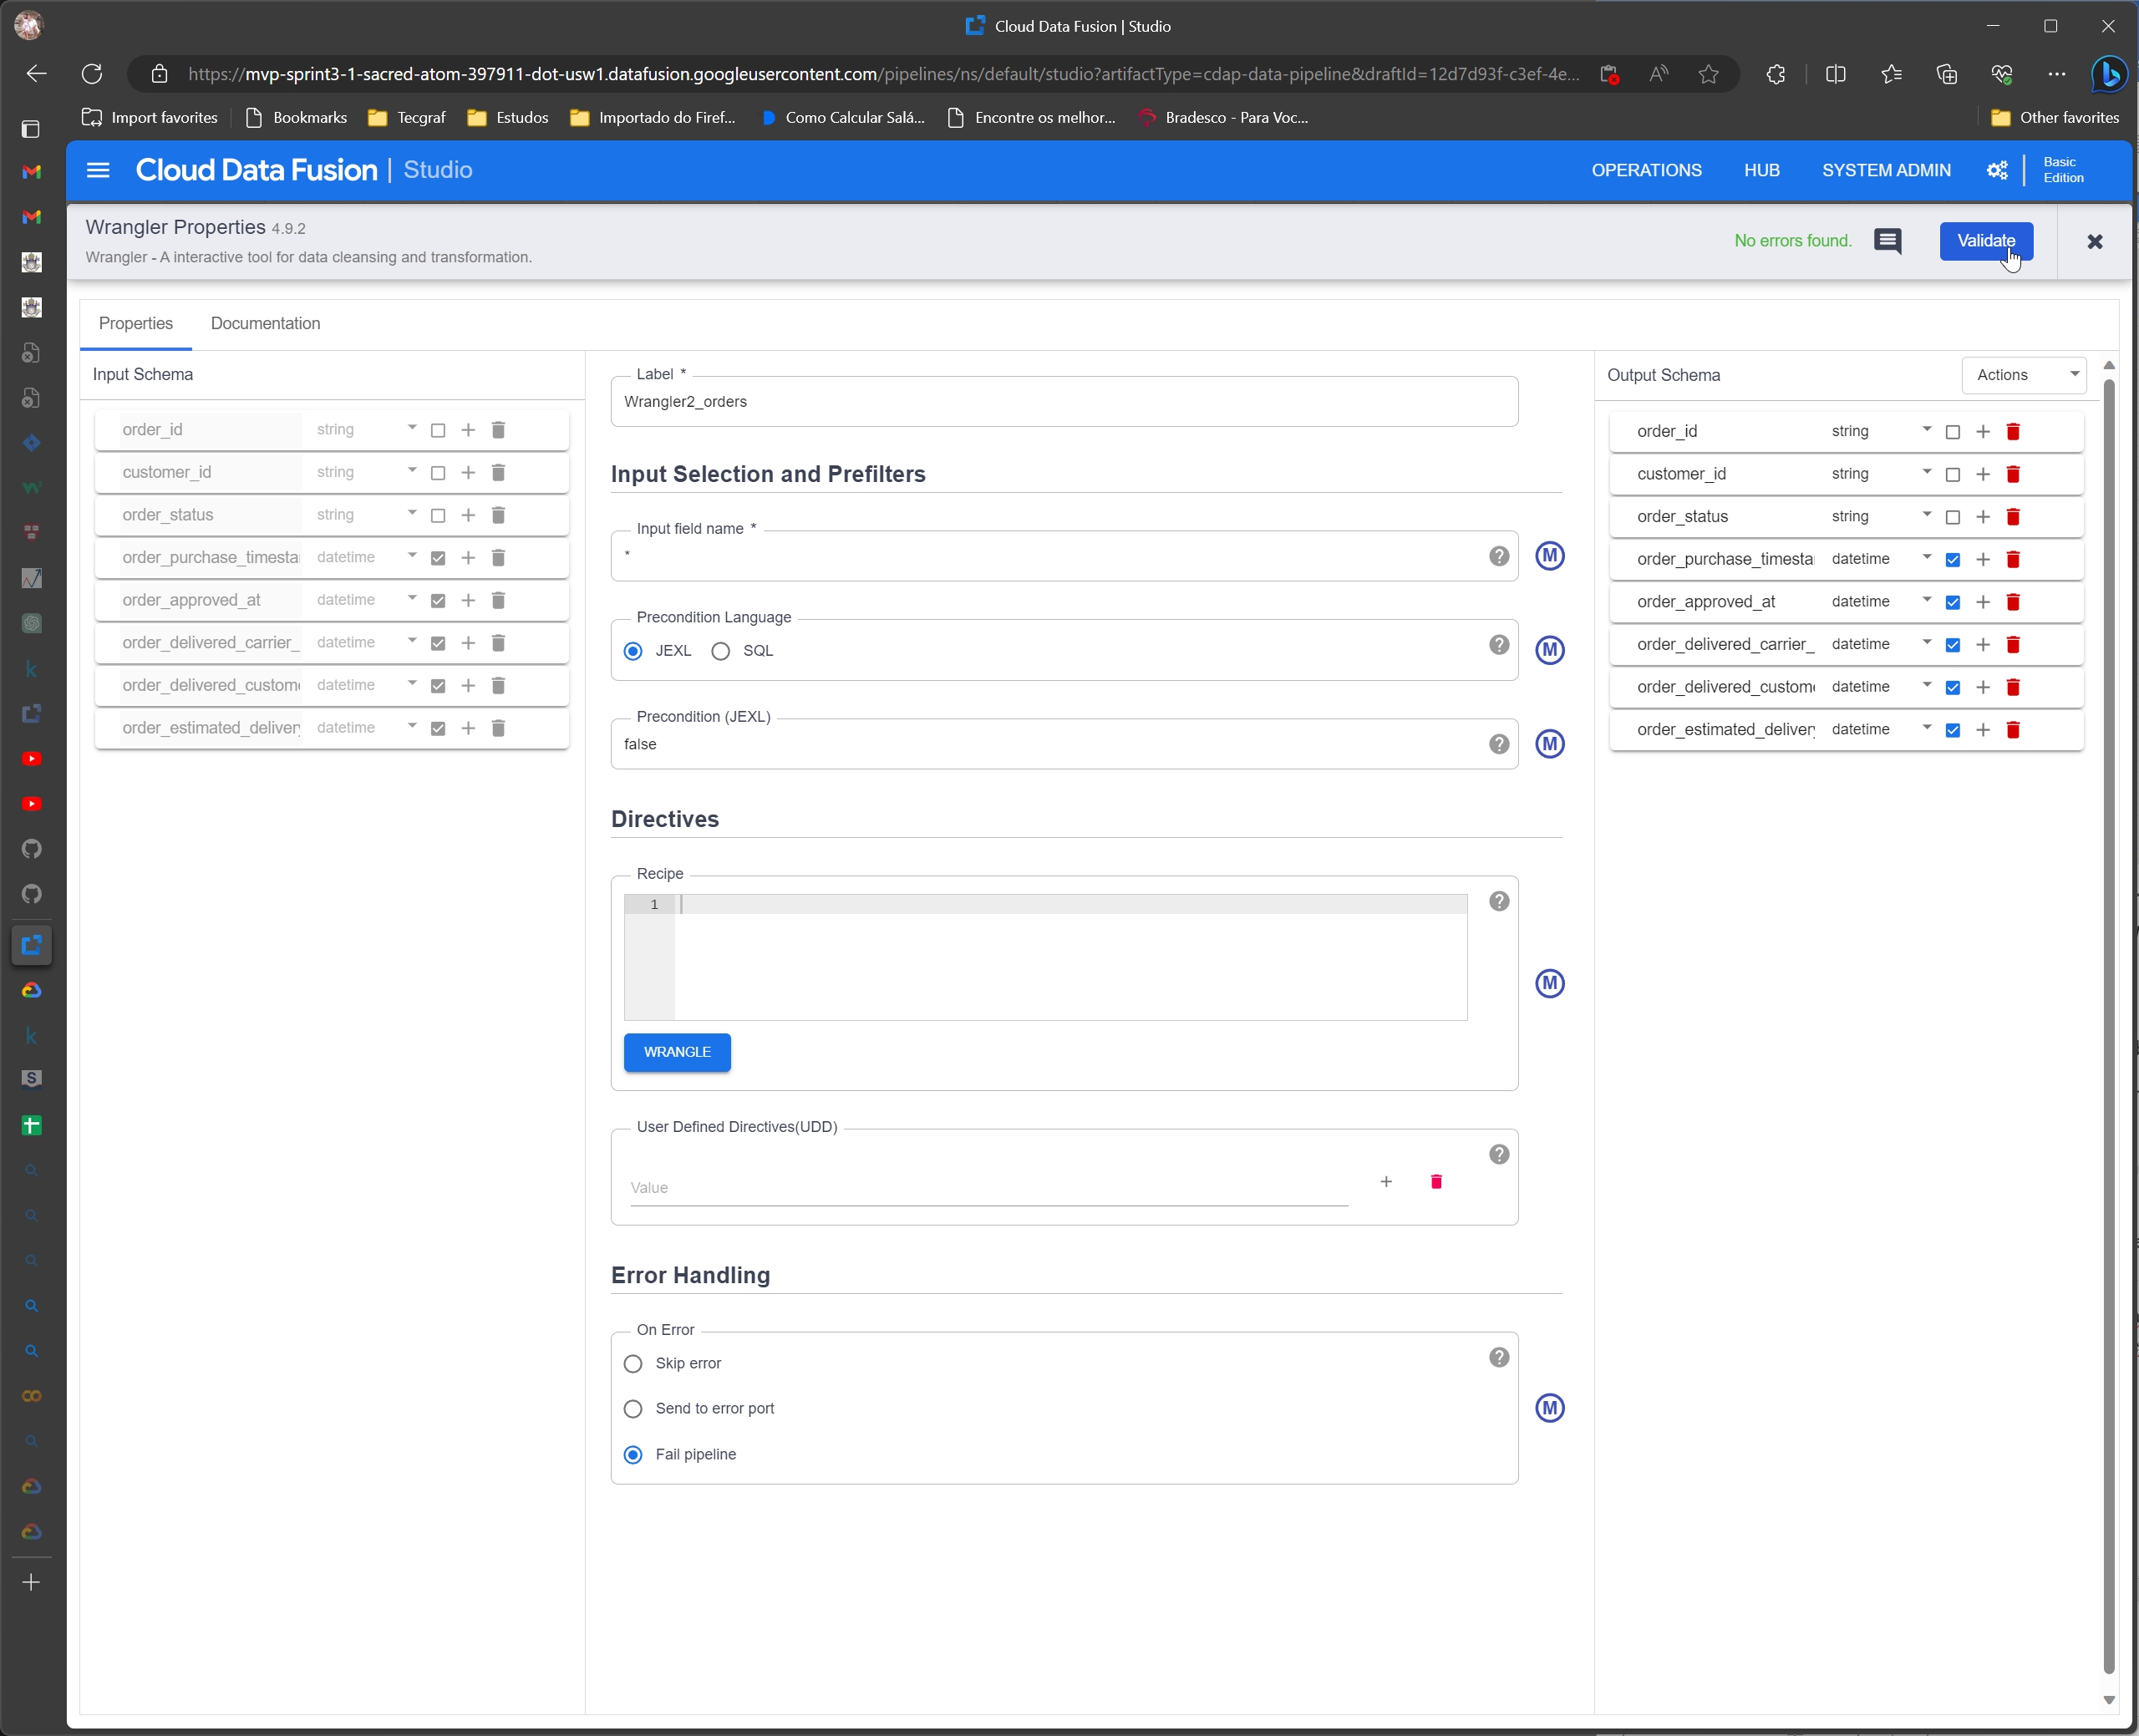 Cloud Data Fusion | Studio
https://mvp-sprint3-1-sacred-atom-397911-dot-usw1.datafusion.googleusercontent.com/pipelines/ns/default/studio?artifactType=cdap-data-pipeline&draftId=12d7d93f-c3ef-4e...
Import favorites
Bookmarks
Tecgraf
Estudos
Importado do Firef...
Como Calcular Salá...
Encontre os melhor...
Bradesco - Para Voc...
Other favorites
Cloud Data Fusion | Studio
OPERATIONS
HUB
SYSTEM ADMIN
Basic
Edition
Wrangler Properties 4.9.2
Wrangler - A interactive tool for data cleansing and transformation.
No errors found.
Validate
Properties
Documentation
Input Schema
order_id string
customer_id string
order_status string
order_purchase_timesta datetime
order_approved_at datetime
order_delivered_carrier_ datetime
order_delivered_custom datetime
order_estimated_deliver datetime
Label *
Wrangler2_orders
Input Selection and Prefilters
Input field name *
*
M
Precondition Language
JEXL
SQL
M
Precondition (JEXL)
false
M
Directives
Recipe
1
M
WRANGLE
User Defined Directives(UDD)
Value
Error Handling
On Error
Skip error
Send to error port
M
Fail pipeline
Output Schema
Actions
order_id string
customer_id string
order_status string
order_purchase_timesta datetime
order_approved_at datetime
order_delivered_carrier_ datetime
order_delivered_custom datetime
order_estimated_deliver datetime